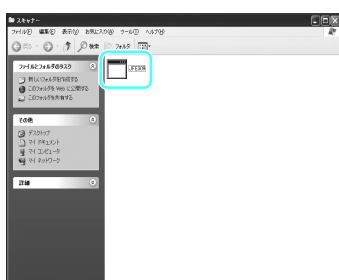 スキャナー
ファイル(F) 編集(E) 表示(V) お気に入り(A) ツール(T) ヘルプ(H)
戻る
検索
フォルダ
ファイルとフォルダのタスク
新しいフォルダを作成する
このフォルダを Web に公開する
このフォルダを共有する
その他
デスクトップ
マイ ドキュメント
マイ コンピュータ
マイ ネットワーク
詳細